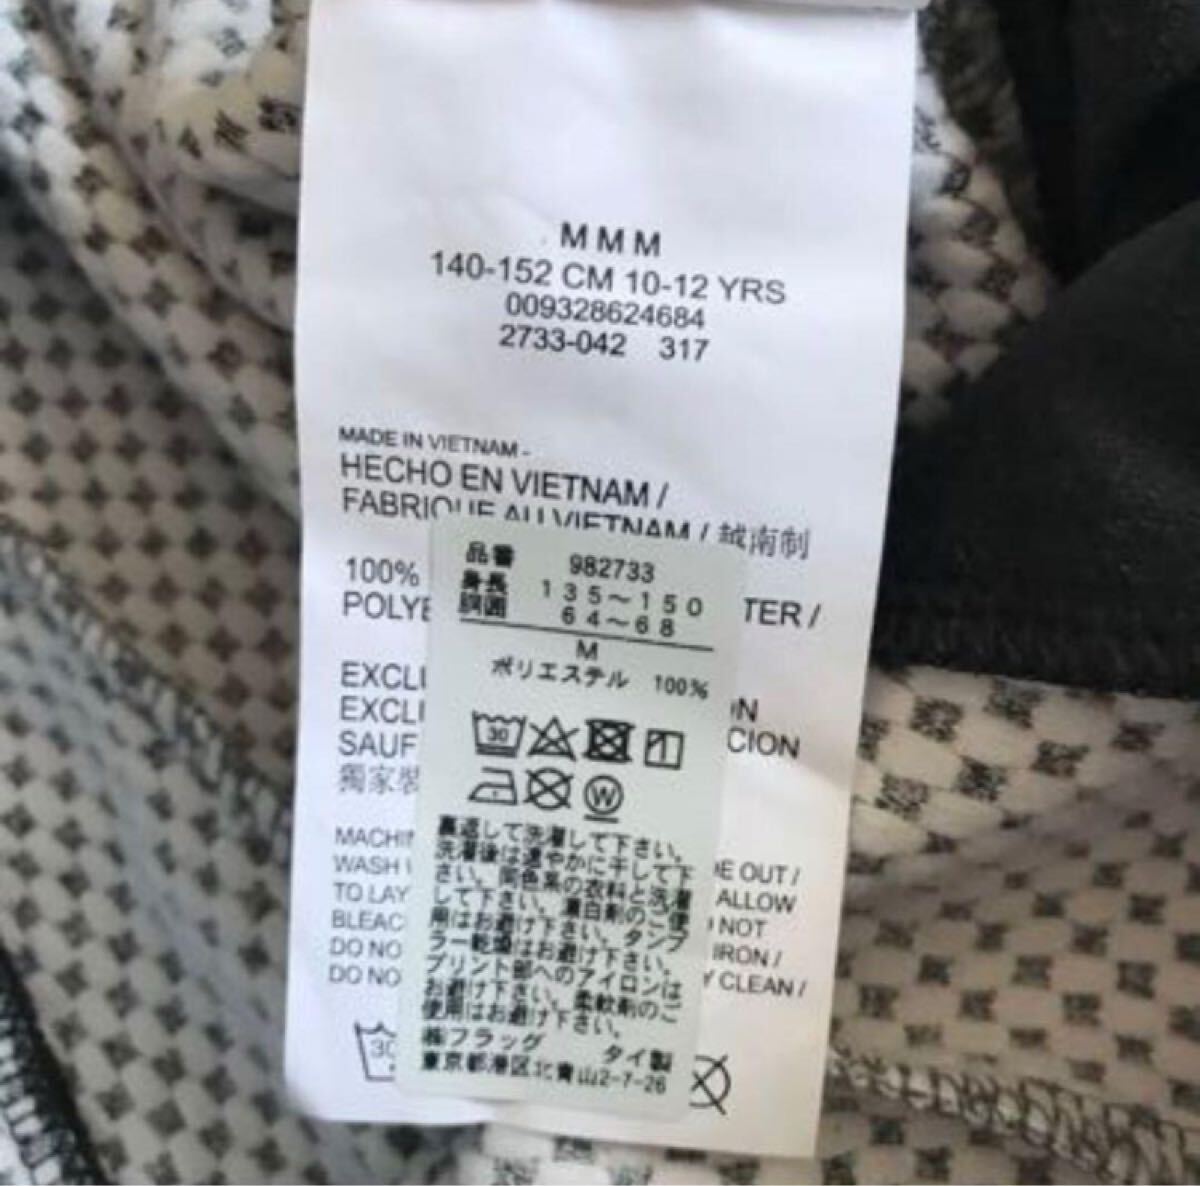 M M M
140-152 CM 10-12 YRS
009328624684
2733-042 317
MADE IN VIETNAM -
HECHO EN VIETNAM /
FABRIQUE AU VIETNAM / 越南制
100%
POLYE TER /
EXCLU ON
EXCLU CION
SAUF
獨家裝
MACHIN DE OUT /
WASH W ALLOW
TO LAY NOT
BLEAC IRON /
DO NO Y CLEAN /
DO NO
30
品番 982733
身長 135～150
胴囲 64～68
M
ポリエステル 100%
30
W
裏返して洗濯して下さい。
洗濯後は速やかに干して下
さい。同色系の衣料と洗濯
して下さい。漂白剤のご使
用はお避け下さい。タンブ
ラー乾燥はお避け下さい。
プリント部へのアイロンは
お避け下さい。柔軟剤のご
使用はお避け下さい。
㈱フラッグ タイ製
東京都港区北青山2-7-26